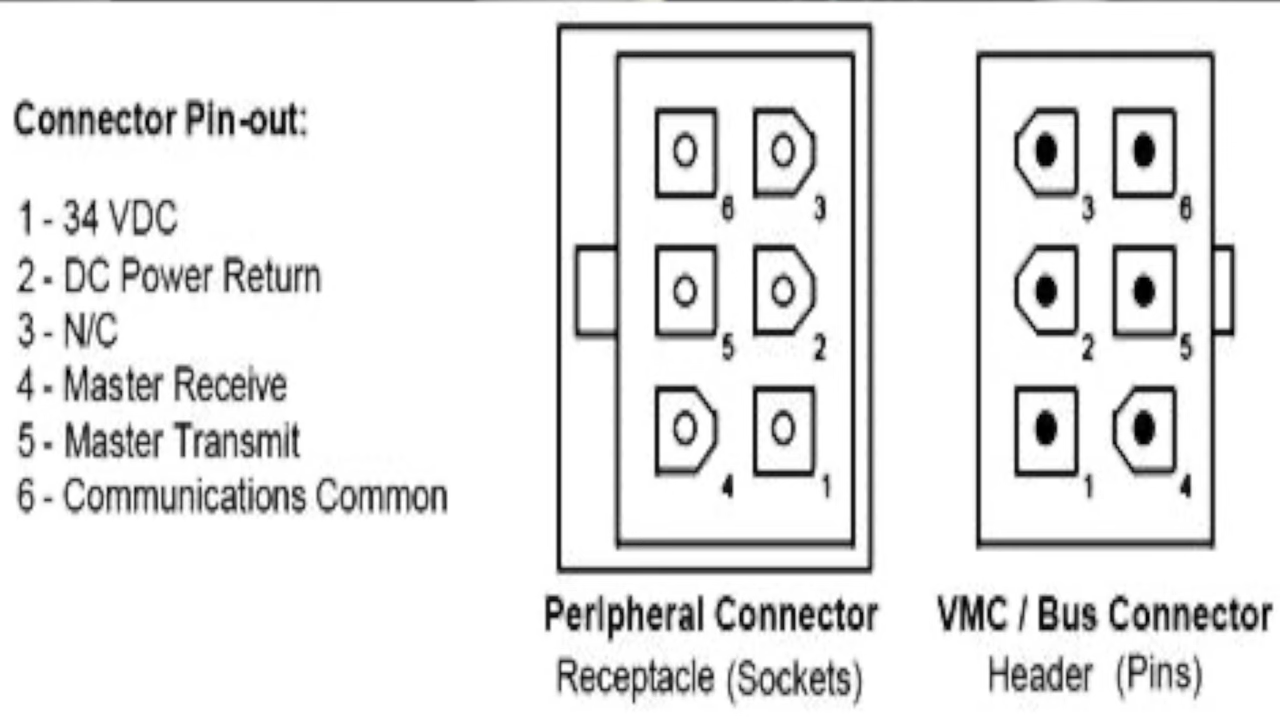 Connector Pin-out:
1 - 34 VDC
2 - DC Power Return
3 - N/C
4 - Master Receive
5 - Master Transmit
6 - Communications Common
6 3
5 2
4 1
Peripheral Connector
Receptacle (Sockets)
3 6
2 5
1 4
VMC / Bus Connector
Header (Pins)